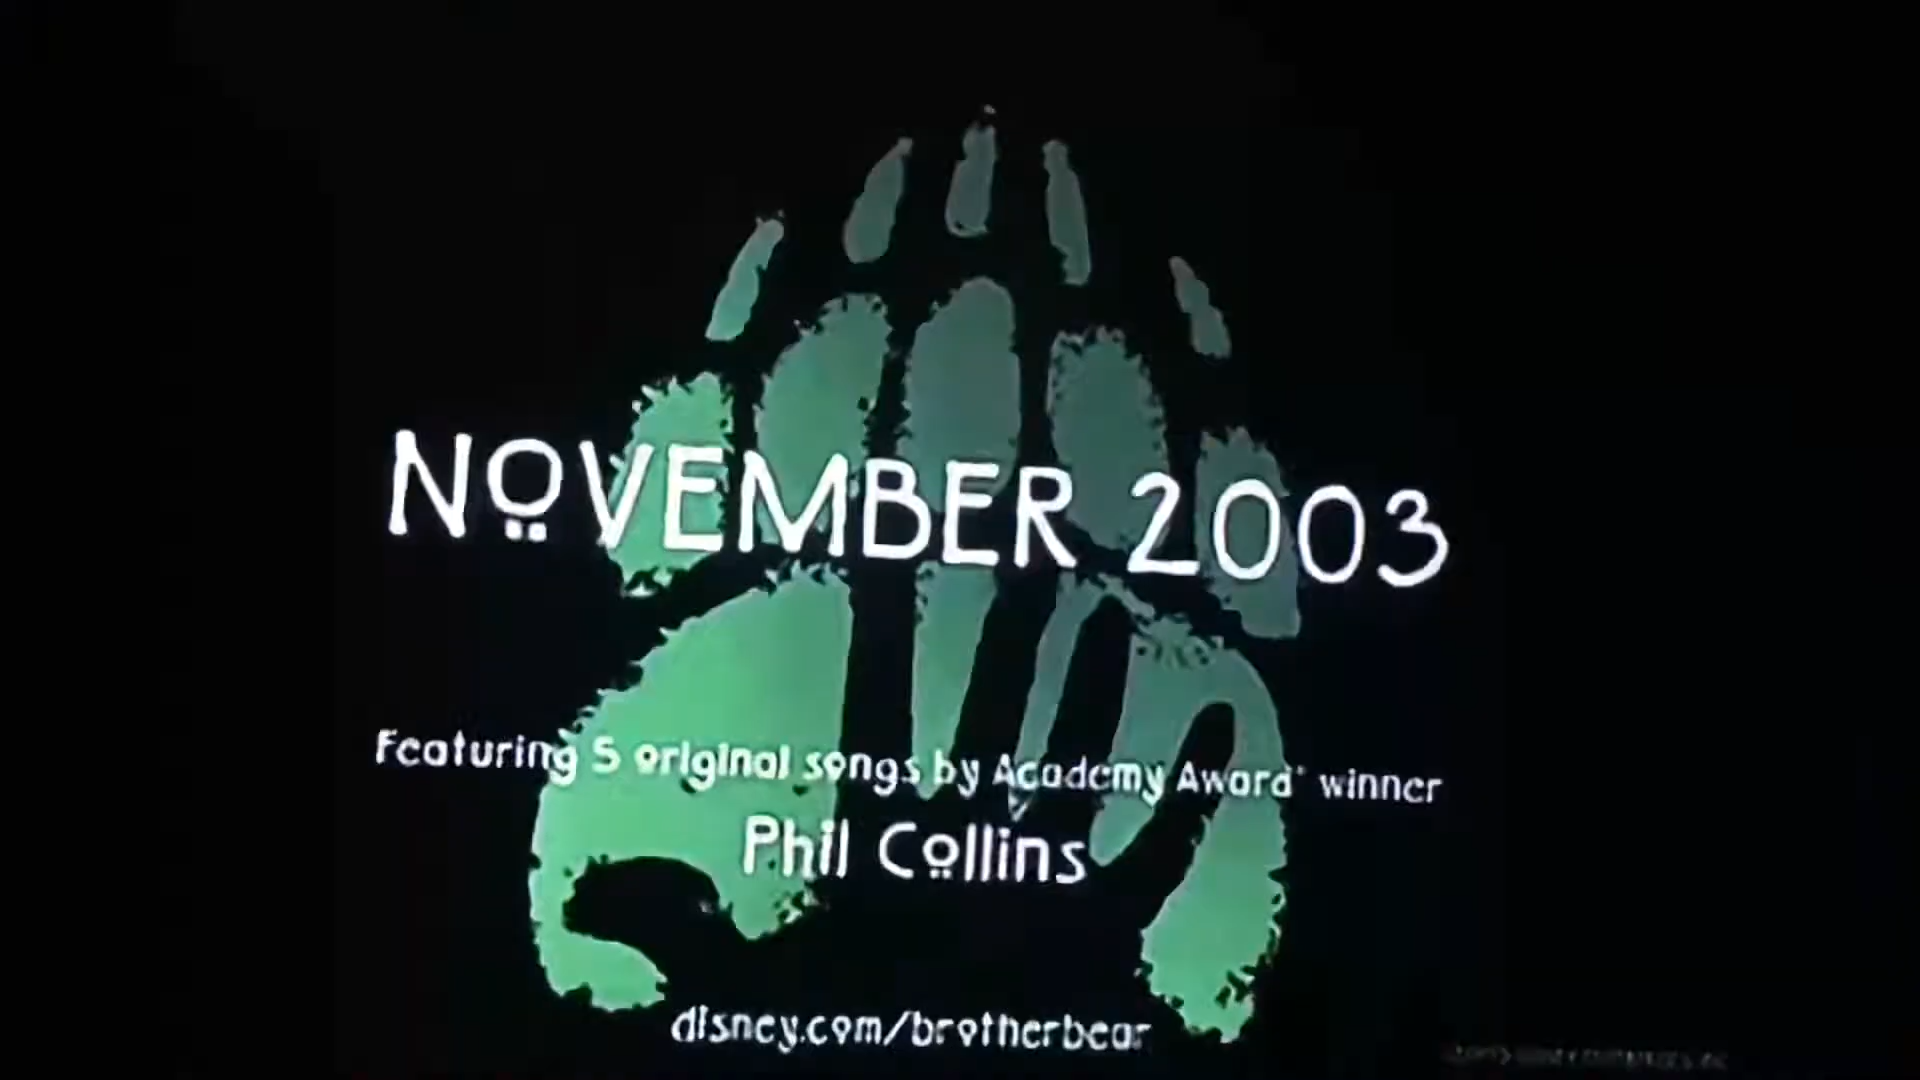 NOVEMBER 2003
Featuring 5 original songs by Academy Award® winner
Phil Collins
disney.com/brotherbear